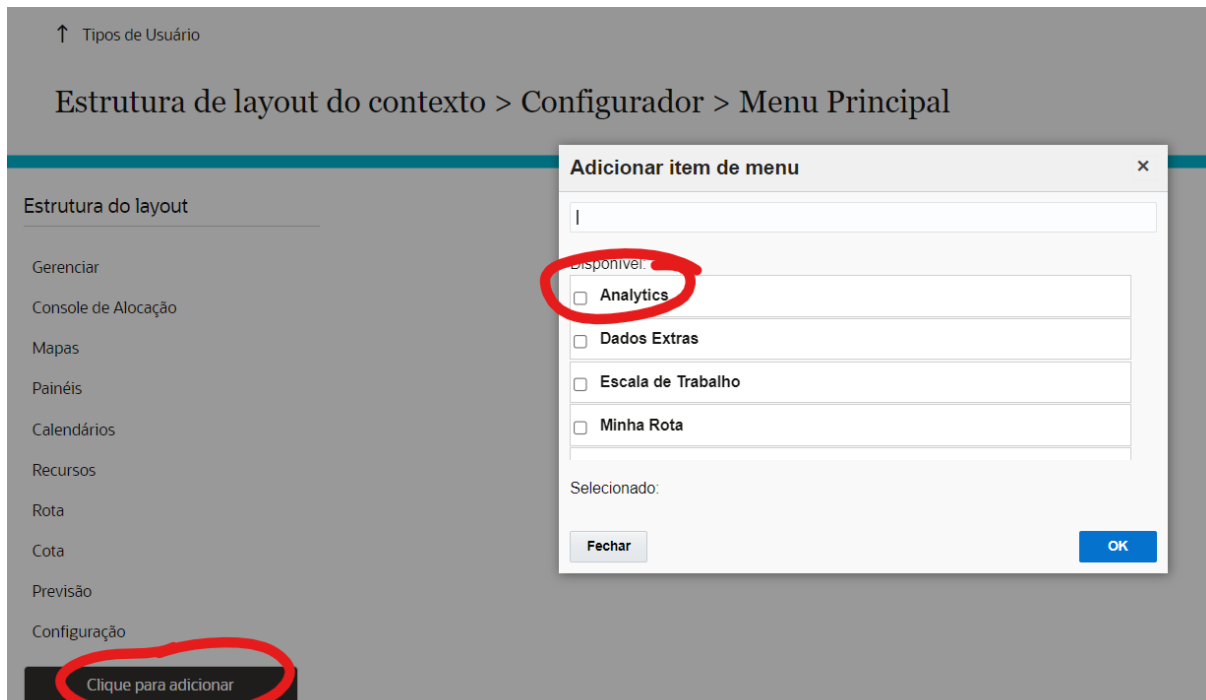 ↑ Tipos de Usuário
Estrutura de layout do contexto > Configurador > Menu Principal
Estrutura do layout
Gerenciar
Console de Alocação
Mapas
Painéis
Calendários
Recursos
Rota
Cota
Previsão
Configuração
Clique para adicionar
Adicionar item de menu ×
Disponível:
Analytics
Dados Extras
Escala de Trabalho
Minha Rota
Selecionado:
Fechar OK